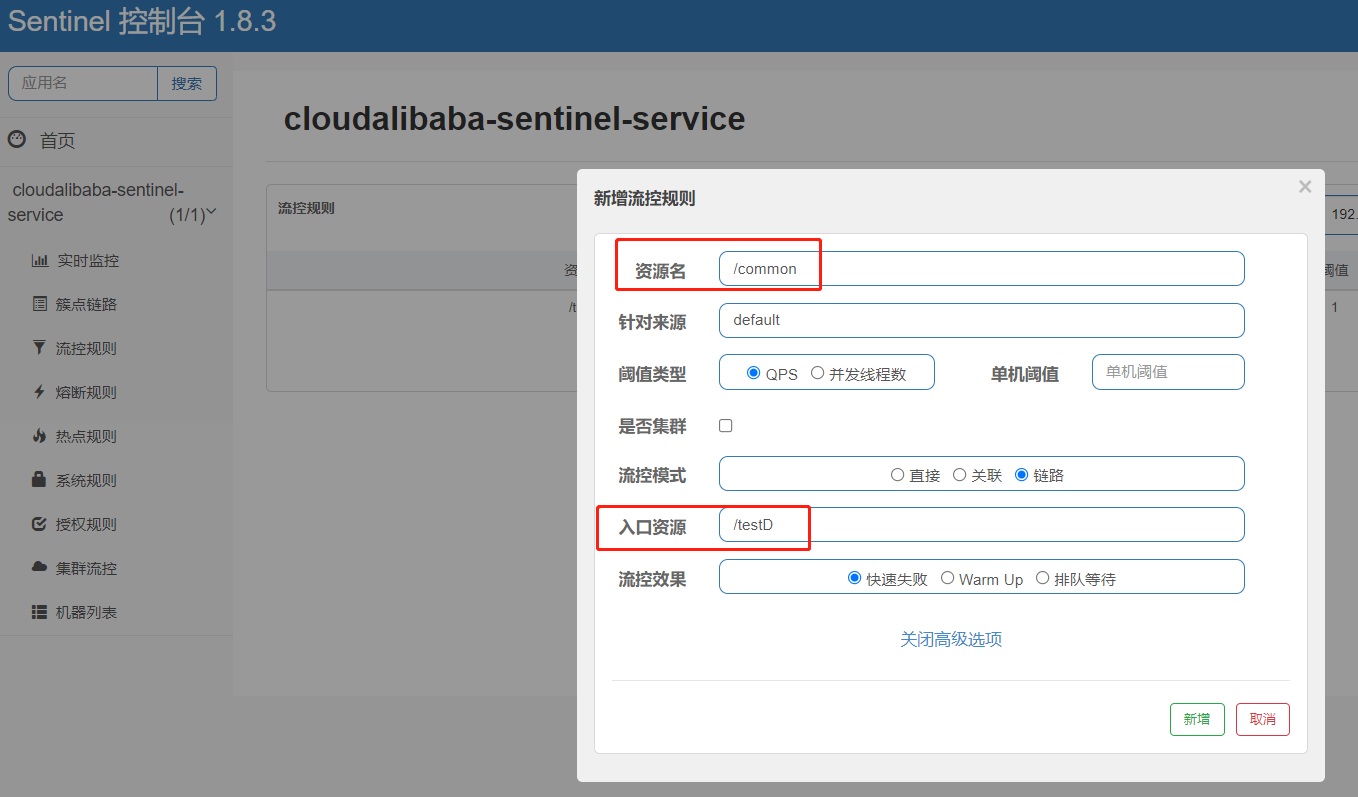 Sentinel 控制台 1.8.3
应用名
搜索
首页
cloudalibaba-sentinel-
service (1/1)
实时监控
簇点链路
流控规则
熔断规则
热点规则
系统规则
授权规则
集群流控
机器列表
cloudalibaba-sentinel-service
流控规则
192.
资
阈值
/t
1
新增流控规则
×
资源名 /common
针对来源 default
阈值类型 QPS 并发线程数 单机阈值 单机阈值
是否集群
流控模式 直接 关联 链路
入口资源 /testD
流控效果 快速失败 Warm Up 排队等待
关闭高级选项
新增 取消